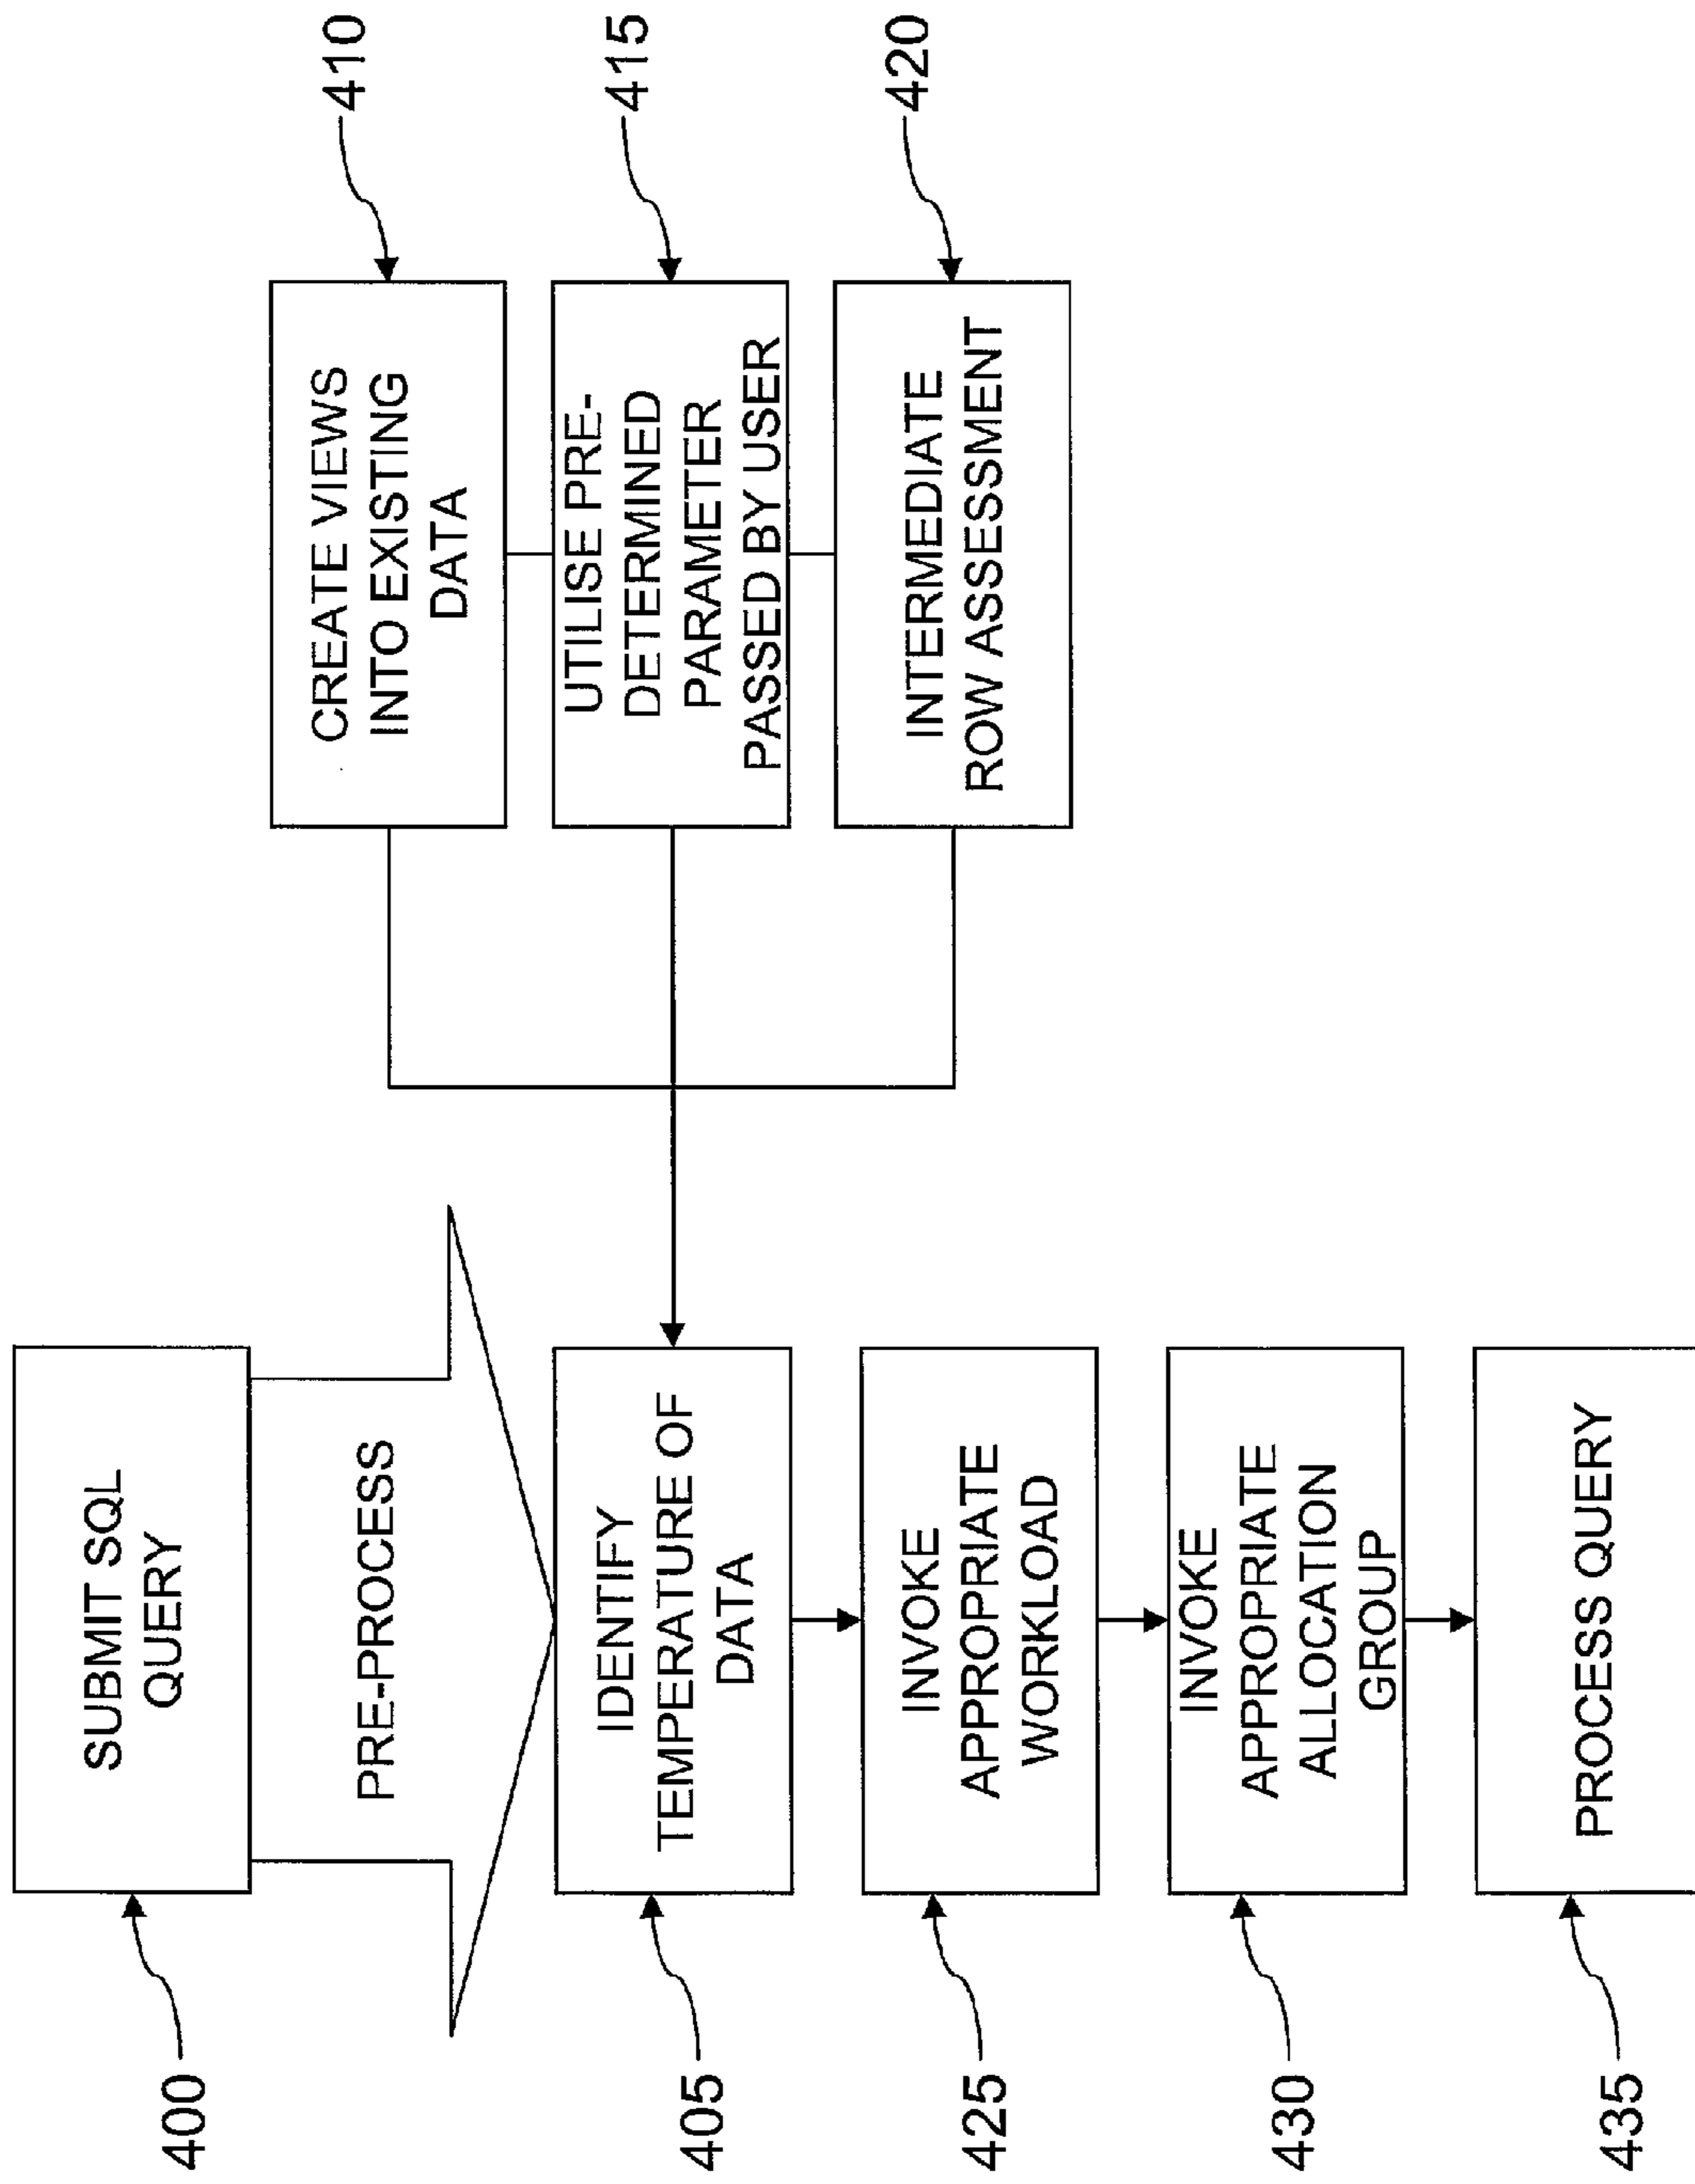 SUBMIT SQL
QUERY
400
PRE-PROCESS
IDENTIFY
TEMPERATURE OF
DATA
405
CREATE VIEWS
INTO EXISTING
DATA
410
UTILISE PRE-
DETERMINED
PARAMETER
PASSED BY USER
415
INTERMEDIATE
ROW ASSESSMENT
420
INVOKE
APPROPRIATE
WORKLOAD
425
INVOKE
APPROPRIATE
ALLOCATION
GROUP
430
PROCESS QUERY
435